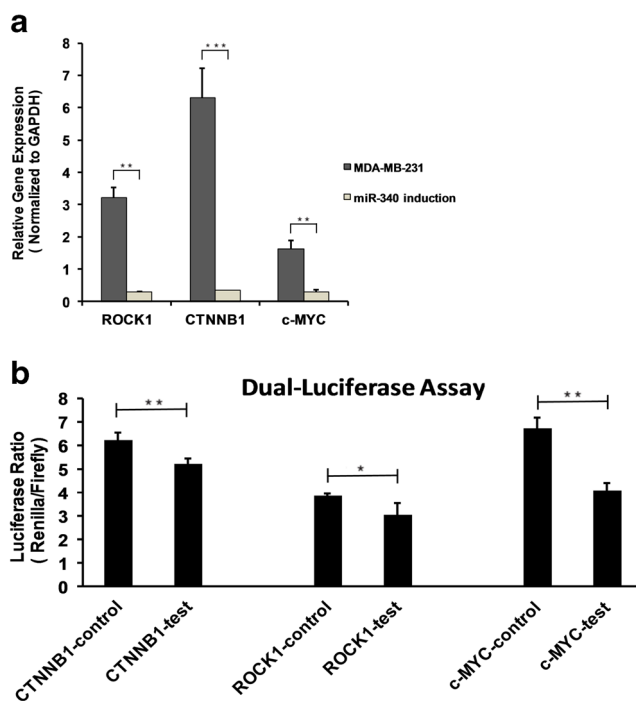 a
Relative Gene Expression
( Normalized to GAPDH)
8
7
6
5
4
3
2
1
0
**
***
**
ROCK1
CTNNB1
c-MYC
MDA-MB-231
miR-340 induction
b
Dual-Luciferase Assay
Luciferase Ratio
( Renilla/Firefly)
8
7
6
5
4
3
2
1
0
**
*
**
CTNNB1-control
CTNNB1-test
ROCK1-control
ROCK1-test
c-MYC-control
c-MYC-test